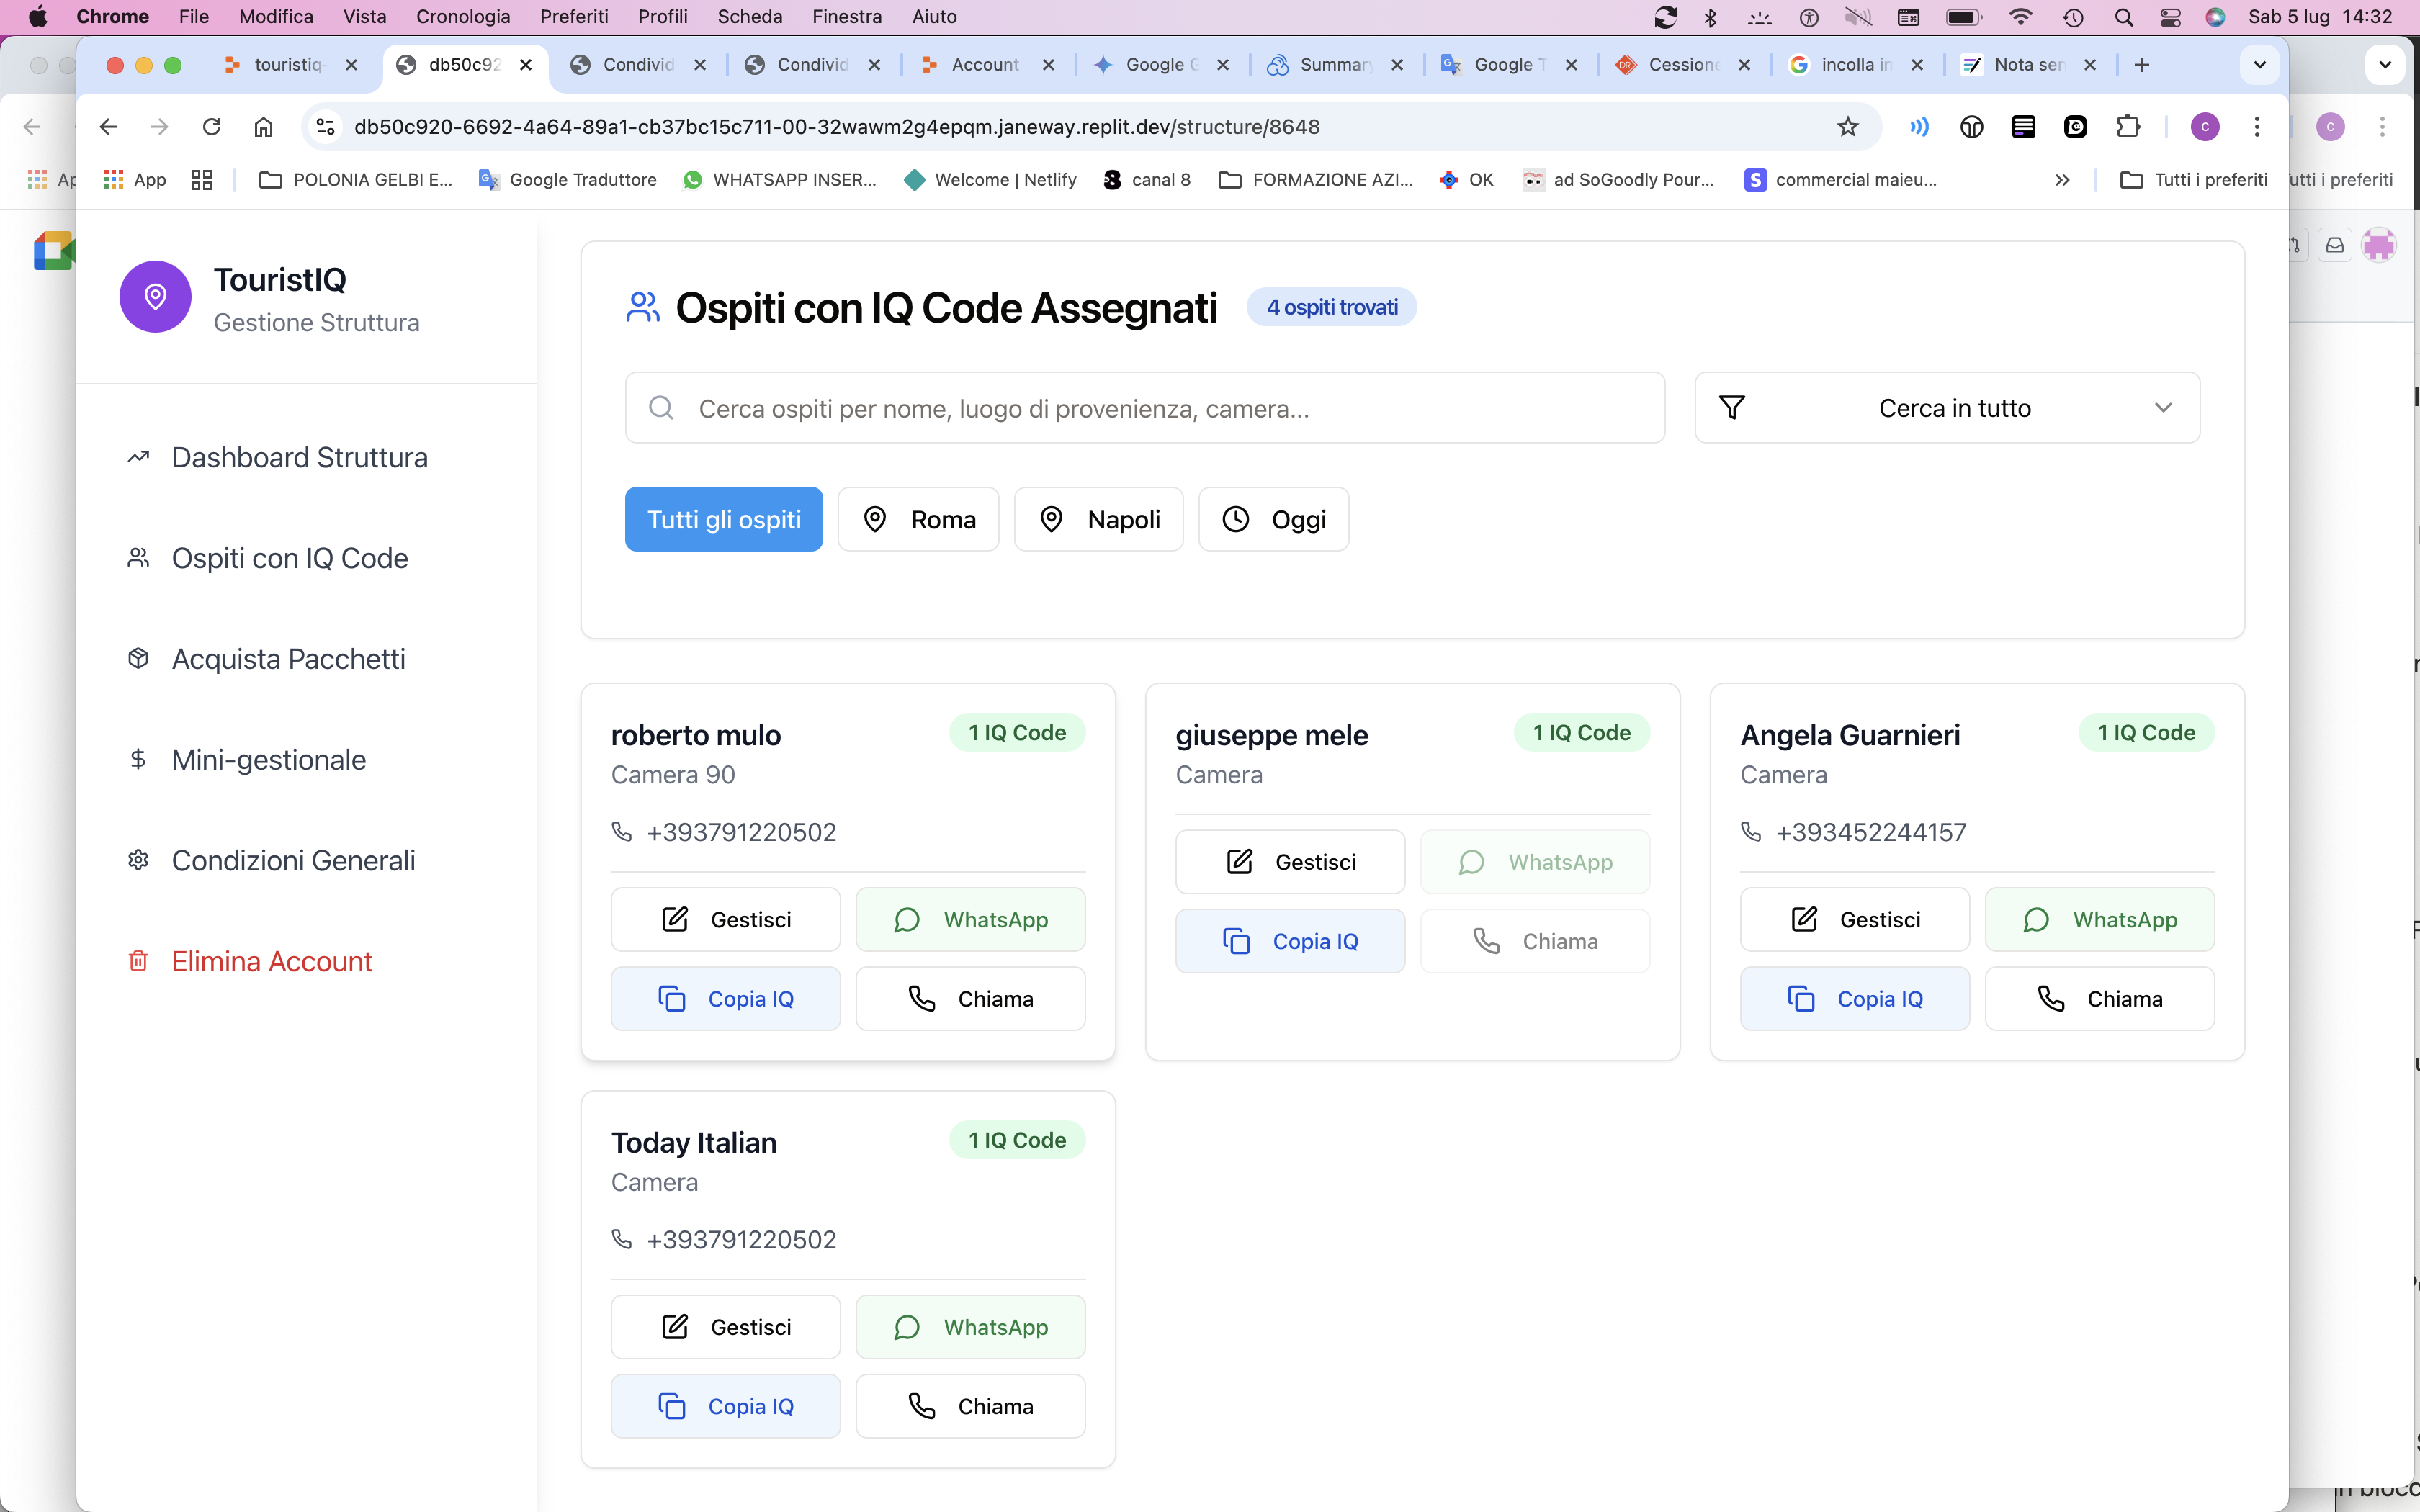 Chrome File Modifica Vista Cronologia Preferiti Profili Scheda Finestra Aiuto Sab 5 lug 14:32
touristiq- db50c92 Condivid Condivid Account Google Summar Google T Cessione incolla in Nota sen
db50c920-6692-4a64-89a1-cb37bc15c711-00-32wawm2g4epqm.janeway.replit.dev/structure/8648
App POLONIA GELBI E... Google Traduttore WHATSAPP INSER... Welcome | Netlify canal 8 FORMAZIONE AZI... OK ad SoGoodly Pour... commercial maieu... Tutti i preferiti utti i preferiti
TouristIQ
Gestione Struttura
Dashboard Struttura
Ospiti con IQ Code
Acquista Pacchetti
Mini-gestionale
Condizioni Generali
Elimina Account
Ospiti con IQ Code Assegnati 4 ospiti trovati
Cerca ospiti per nome, luogo di provenienza, camera... Cerca in tutto
Tutti gli ospiti Roma Napoli Oggi
roberto mulo 1 IQ Code
Camera 90
+393791220502
Gestisci WhatsApp
Copia IQ Chiama
giuseppe mele 1 IQ Code
Camera
Gestisci WhatsApp
Copia IQ Chiama
Angela Guarnieri 1 IQ Code
Camera
+393452244157
Gestisci WhatsApp
Copia IQ Chiama
Today Italian 1 IQ Code
Camera
+393791220502
Gestisci WhatsApp
Copia IQ Chiama